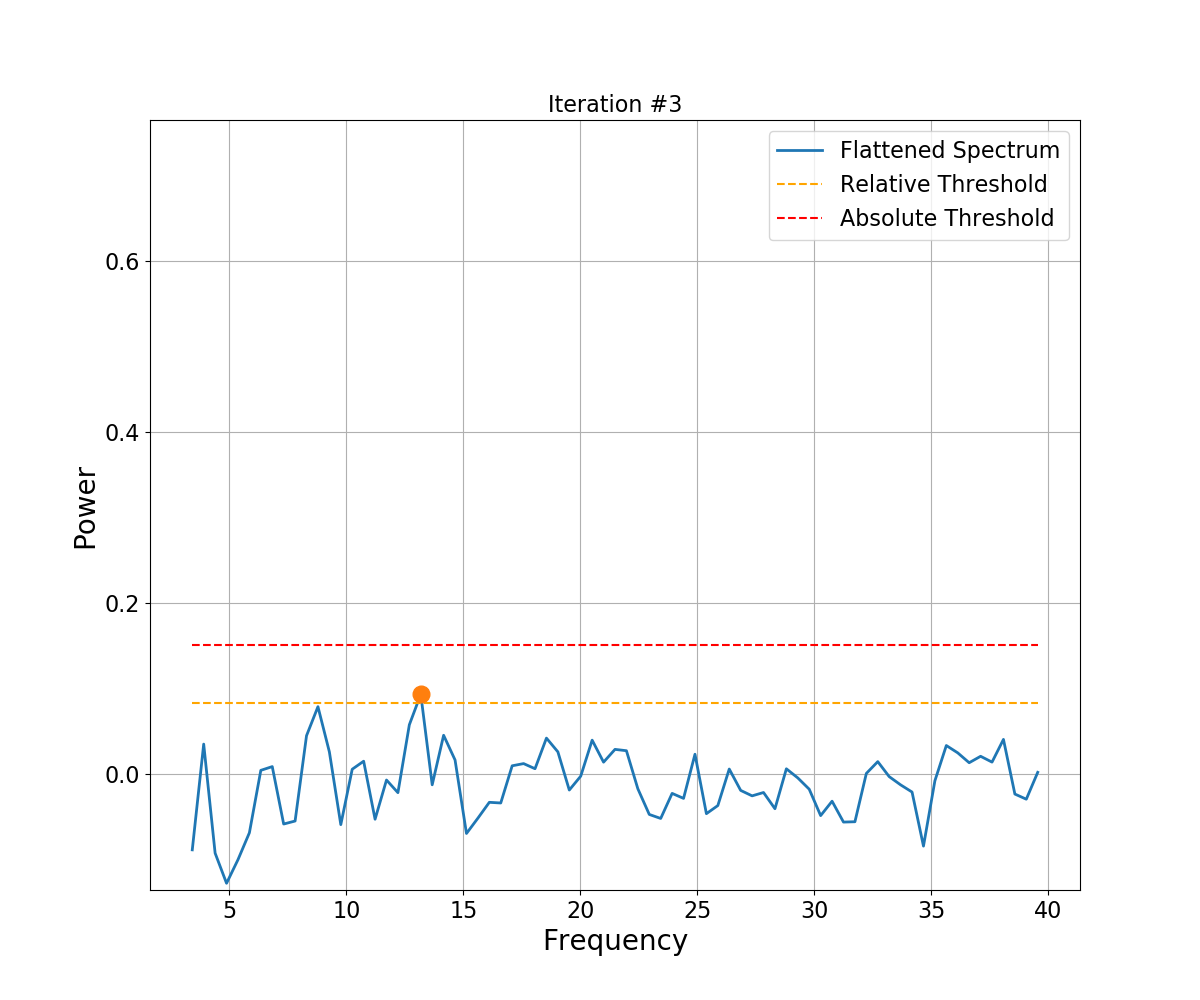 Iteration #3
Flattened Spectrum
Relative Threshold
Absolute Threshold
Power
0.6
0.4
0.2
0.0
5 10 15 20 25 30 35 40
Frequency